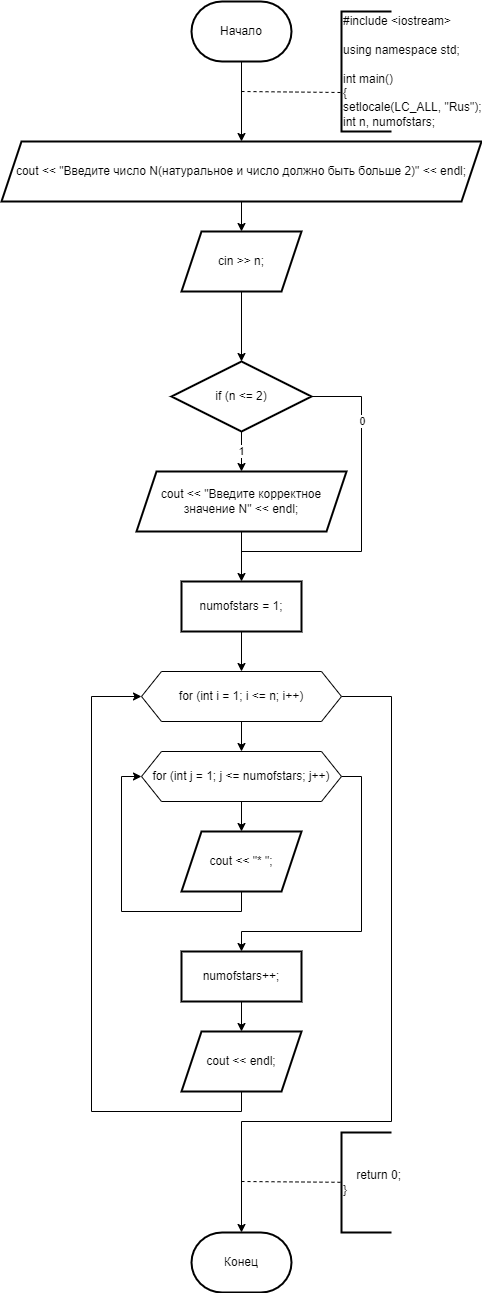 Начало
#include <iostream>
using namespace std;
int main()
{
setlocale(LC_ALL, "Rus");
int n, numofstars;
cout << "Введите число N(натуральное и число должно быть больше 2)" << endl;
cin >> n;
if (n <= 2)
0
1
cout << "Введите корректное
значение N" << endl;
numofstars = 1;
for (int i = 1; i <= n; i++)
for (int j = 1; j <= numofstars; j++)
cout << "* ";
numofstars++;
cout << endl;
return 0;
}
Конец